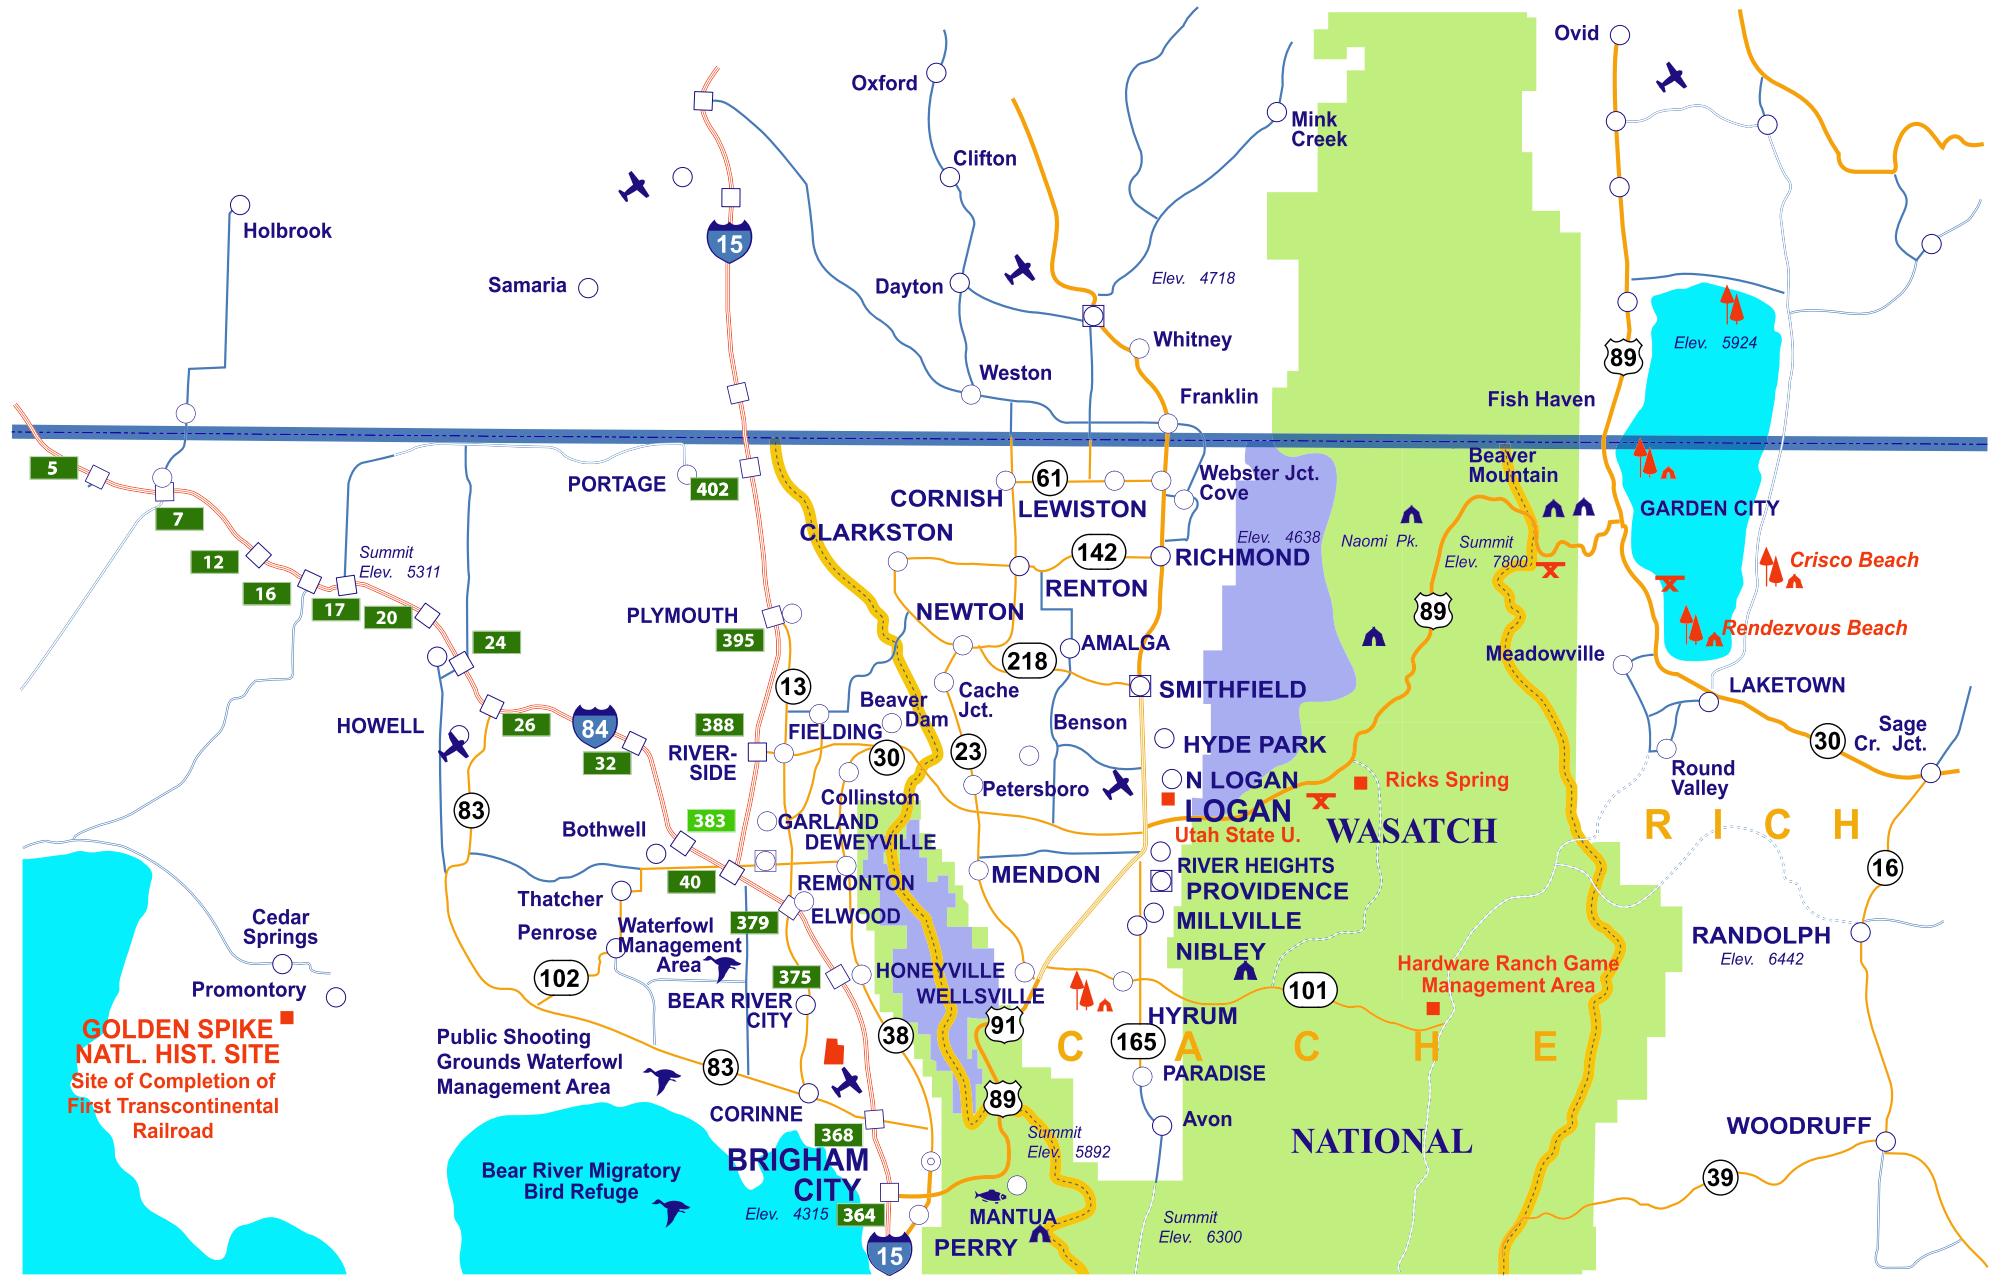 Ovid
Oxford
Mink
Creek
Clifton
Holbrook
15
Samaria
Dayton
Elev. 4718
Whitney
Elev. 5924
89
Weston
Franklin
Fish Haven
5
PORTAGE
402
CORNISH
61
LEWISTON
Webster Jct.
Cove
Beaver
Mountain
GARDEN CITY
7
CLARKSTON
142
RICHMOND
Elev. 4638
Naomi Pk.
Summit
Elev. 7800
Crisco Beach
12
Summit
Elev. 5311
16
17
20
RENTON
PLYMOUTH
395
NEWTON
89
Rendezvous Beach
24
AMALGA
218
Meadowville
13
Cache
Jct.
SMITHFIELD
LAKETOWN
HOWELL
26
84
388
Beaver
Dam
FIELDING
Benson
30
Sage
Cr. Jct.
32
RIVER-
SIDE
30
23
HYDE PARK
Round
Valley
Petersboro
N LOGAN
Ricks Spring
83
Collinston
LOGAN
Utah State U.
383
Bothwell
GARLAND
DEWEYVILLE
WASATCH
R I C H
40
REMONTON
MENDON
RIVER HEIGHTS
PROVIDENCE
16
Thatcher
379
ELWOOD
MILLVILLE
Cedar
Springs
Penrose
Waterfowl
Management
Area
NIBLEY
RANDOLPH
Elev. 6442
Promontory
102
375
HONEYVILLE
WELLSVILLE
Hardware Ranch Game
Management Area
101
BEAR RIVER
CITY
GOLDEN SPIKE
NATL. HIST. SITE
Site of Completion of
First Transcontinental
Railroad
38
91
HYRUM
165
C A C H E
Public Shooting
Grounds Waterfowl
Management Area
83
PARADISE
CORINNE
89
Avon
368
Summit
Elev. 5892
NATIONAL
WOODRUFF
Bear River Migratory
Bird Refuge
BRIGHAM
CITY
Elev. 4315
364
39
MANTUA
PERRY
Summit
Elev. 6300
15